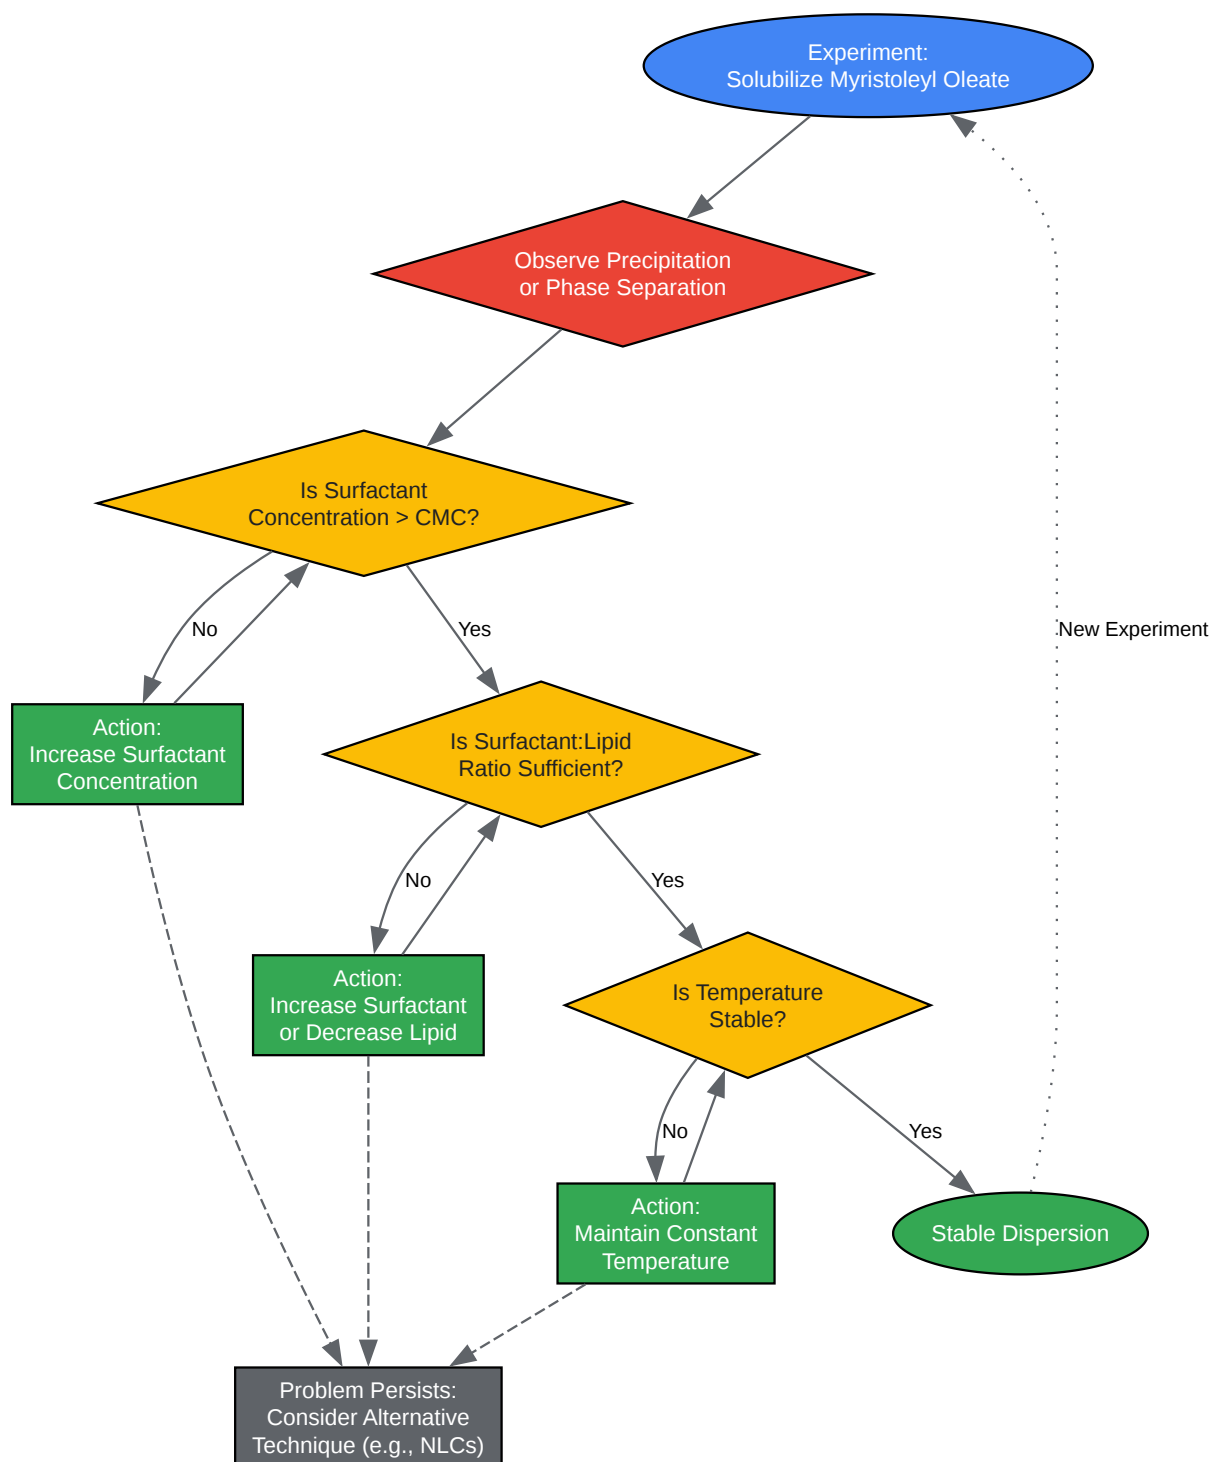 Experiment:
Solubilize Myristoleyl Oleate
Observe Precipitation
or Phase Separation
Is Surfactant
Concentration > CMC?
No
Yes
New Experiment
Action:
Increase Surfactant
Concentration
Is Surfactant:Lipid
Ratio Sufficient?
No
Yes
Action:
Increase Surfactant
or Decrease Lipid
Is Temperature
Stable?
No
Yes
Action:
Maintain Constant
Temperature
Stable Dispersion
Problem Persists:
Consider Alternative
Technique (e.g., NLCs)